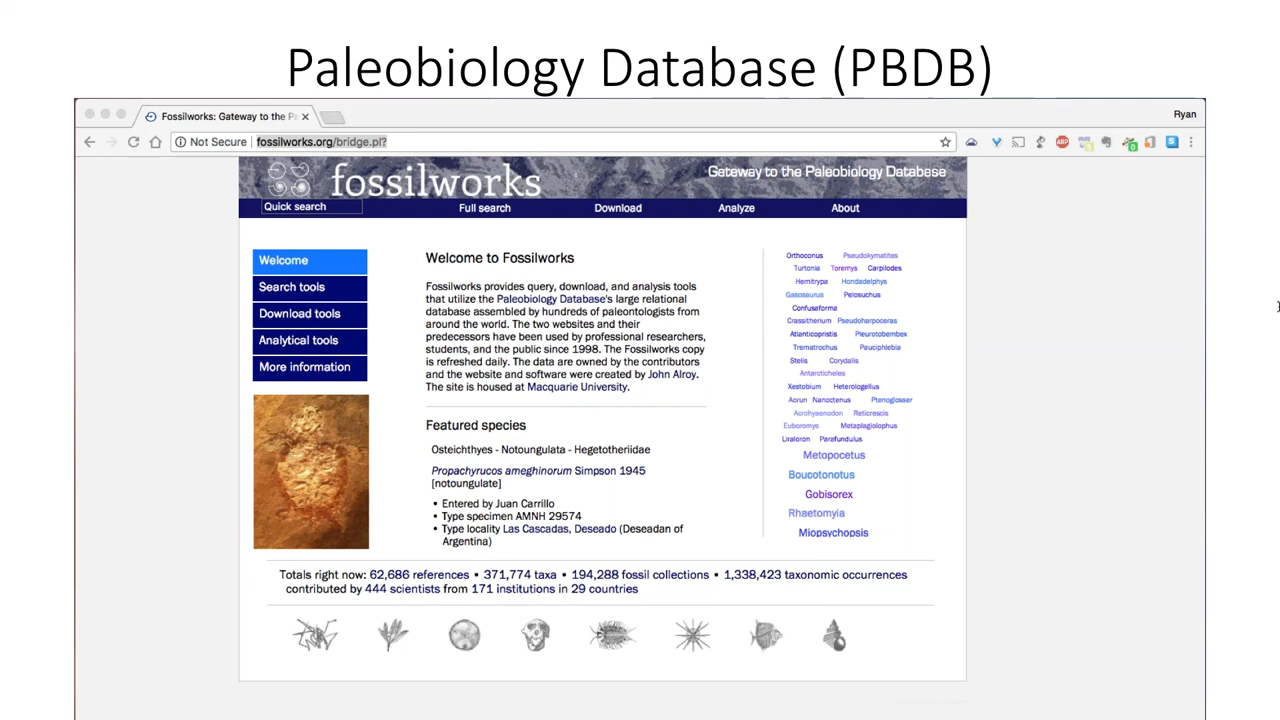 Paleobiology Database (PBDB)
Fossilworks: Gateway to the Pa
Ryan
Not Secure
fossilworks.org/bridge.pl?
fossilworks
Gateway to the Paleobiology Database
Quick search
Full search
Download
Analyze
About
Welcome
Search tools
Download tools
Analytical tools
More information
Welcome to Fossilworks
Fossilworks provides query, download, and analysis tools
that utilize the Paleobiology Database's large relational
database assembled by hundreds of paleontologists from
around the world. The two websites and their
predecessors have been used by professional researchers,
students, and the public since 1998. The Fossilworks copy
is refreshed daily. The data are owned by the contributors
and the website and software were created by John Alroy.
The site is housed at Macquarie University.
Featured species
Osteichthyes - Notoungulata - Hegetotheriidae
Propachyrucos ameghinorum Simpson 1945
[notoungulate]
• Entered by Juan Carrillo
• Type specimen AMNH 29574
• Type locality Las Cascadas, Deseado (Deseadan of
Argentina)
Orthoconus Pseudokymatites
Turtonia Toremys Carpilodes
Hemitrypa Hondadelphys
Gasosaurus Pelosuchus
Confusaforma
Crassitherium Pseudoharpoceras
Atlanticopristis Pleurotembex
Trematrochus Pauciphlebia
Stelis Corydalis
Antarcticheles
Xestobium Heterologellus
Aorun Nanoctenus Ptenoglosser
Acrohyaenodon Reticrescis
Euboromys Metaplagiolophus
Liraloron Parafundulus
Metopocetus
Boucotonotus
Gobisorex
Rhaetomyia
Miopsychopsis
Totals right now: 62,686 references • 371,774 taxa • 194,288 fossil collections • 1,338,423 taxonomic occurrences
contributed by 444 scientists from 171 institutions in 29 countries